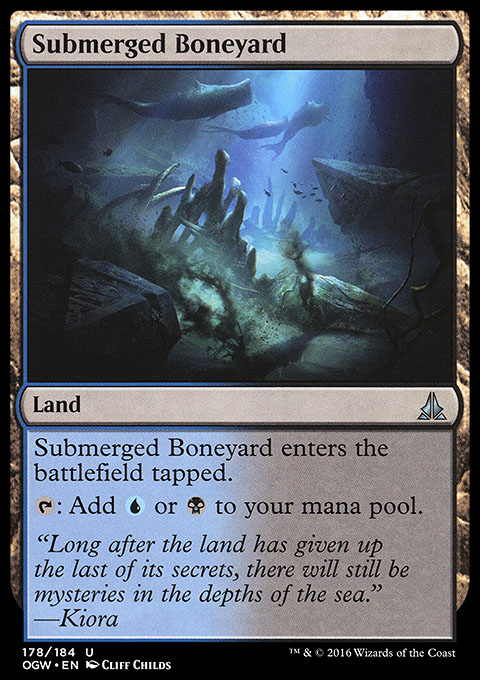 Submerged Boneyard
Land
Submerged Boneyard enters the
battlefield tapped.
: Add or to your mana pool.
“Long after the land has given up
the last of its secrets, there will still be
mysteries in the depths of the sea.”
—Kiora
178/184 U
OGW • EN Cliff Childs
™ & © 2016 Wizards of the Coast